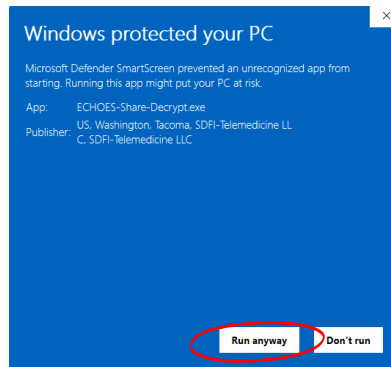 Windows protected your PC
Microsoft Defender SmartScreen prevented an unrecognized app from
starting. Running this app might put your PC at risk.
App: ECHOES-Share-Decrypt.exe
Publisher: US, Washington, Tacoma, SDFI-Telemedicine LL
C, SDFI-Telemedicine LLC
Run anyway Don't run